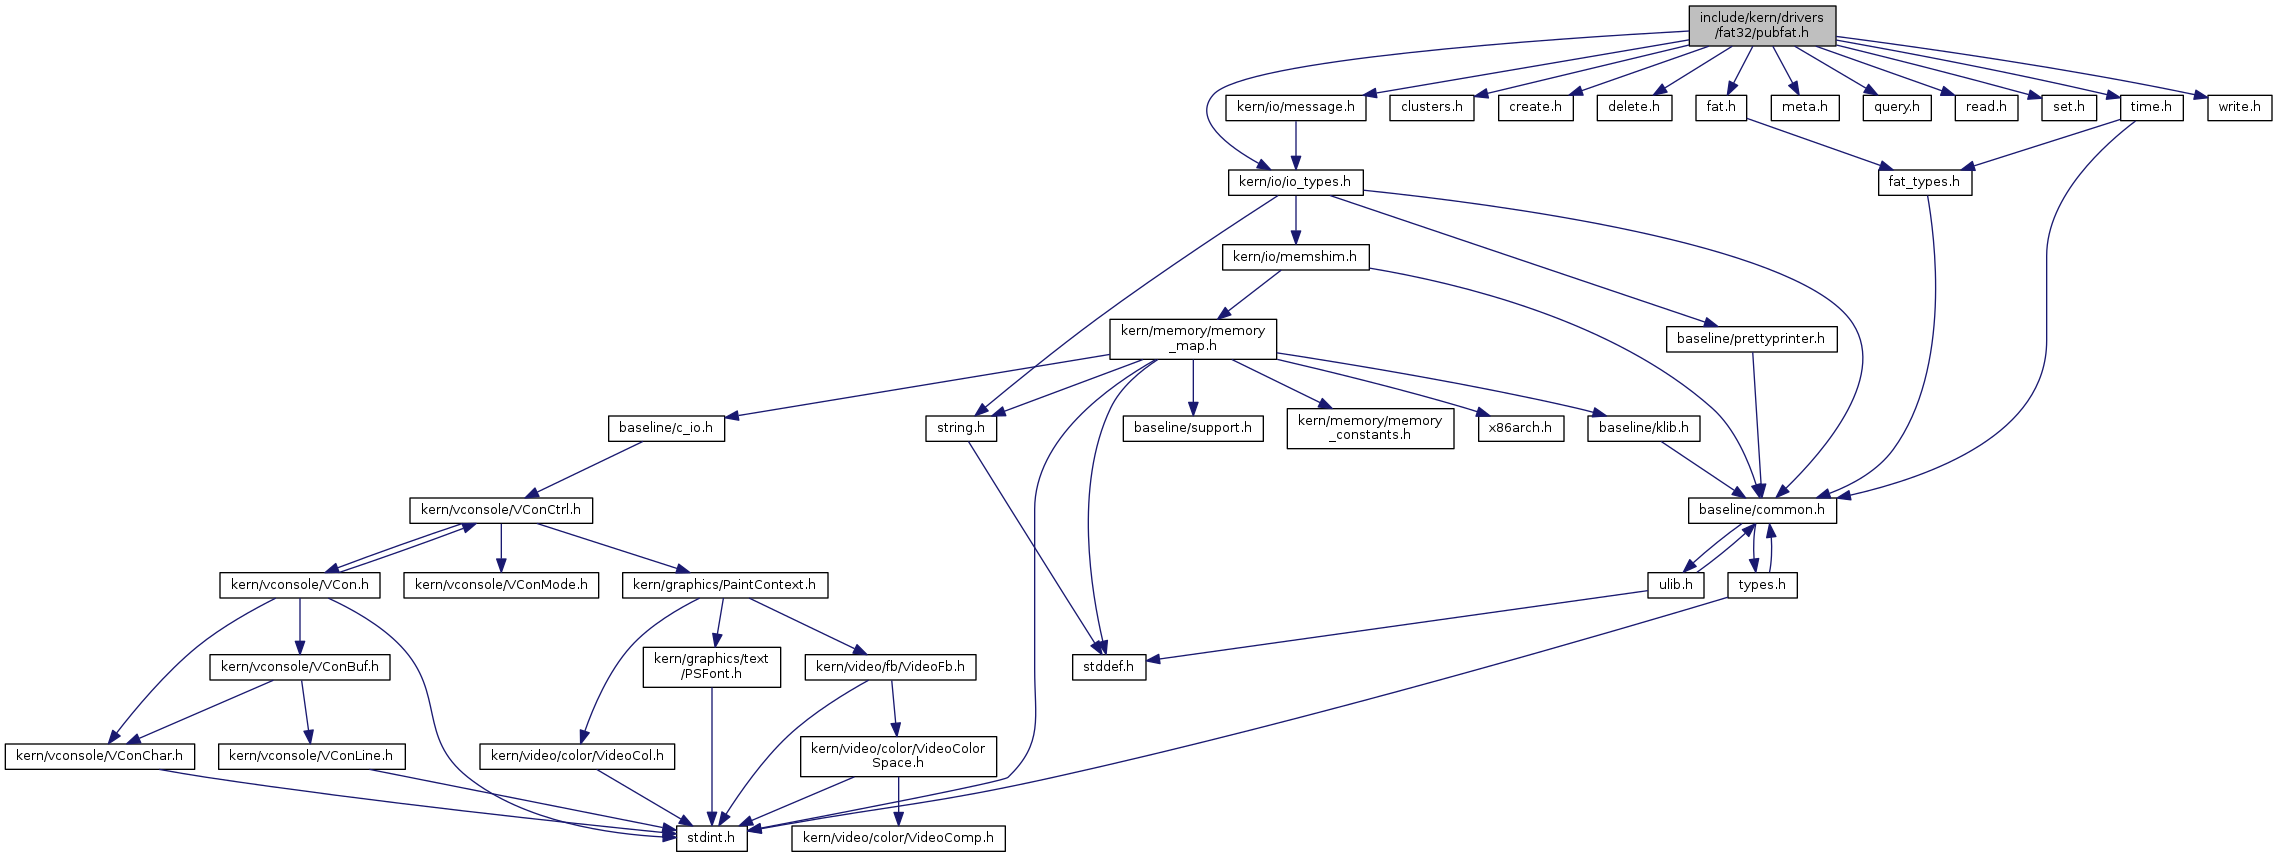 include/kern/drivers
/fat32/pubfat.h
kern/io/message.h
clusters.h
create.h
delete.h
fat.h
meta.h
query.h
read.h
set.h
time.h
write.h
kern/io/io_types.h
fat_types.h
kern/io/memshim.h
kern/memory/memory
_map.h
baseline/prettyprinter.h
baseline/c_io.h
string.h
baseline/support.h
kern/memory/memory
_constants.h
x86arch.h
baseline/klib.h
kern/vconsole/VConCtrl.h
baseline/common.h
kern/vconsole/VCon.h
kern/vconsole/VConMode.h
kern/graphics/PaintContext.h
ulib.h
types.h
kern/vconsole/VConBuf.h
kern/graphics/text
/PSFont.h
kern/video/fb/VideoFb.h
stddef.h
kern/vconsole/VConChar.h
kern/vconsole/VConLine.h
kern/video/color/VideoCol.h
kern/video/color/VideoColor
Space.h
stdint.h
kern/video/color/VideoComp.h